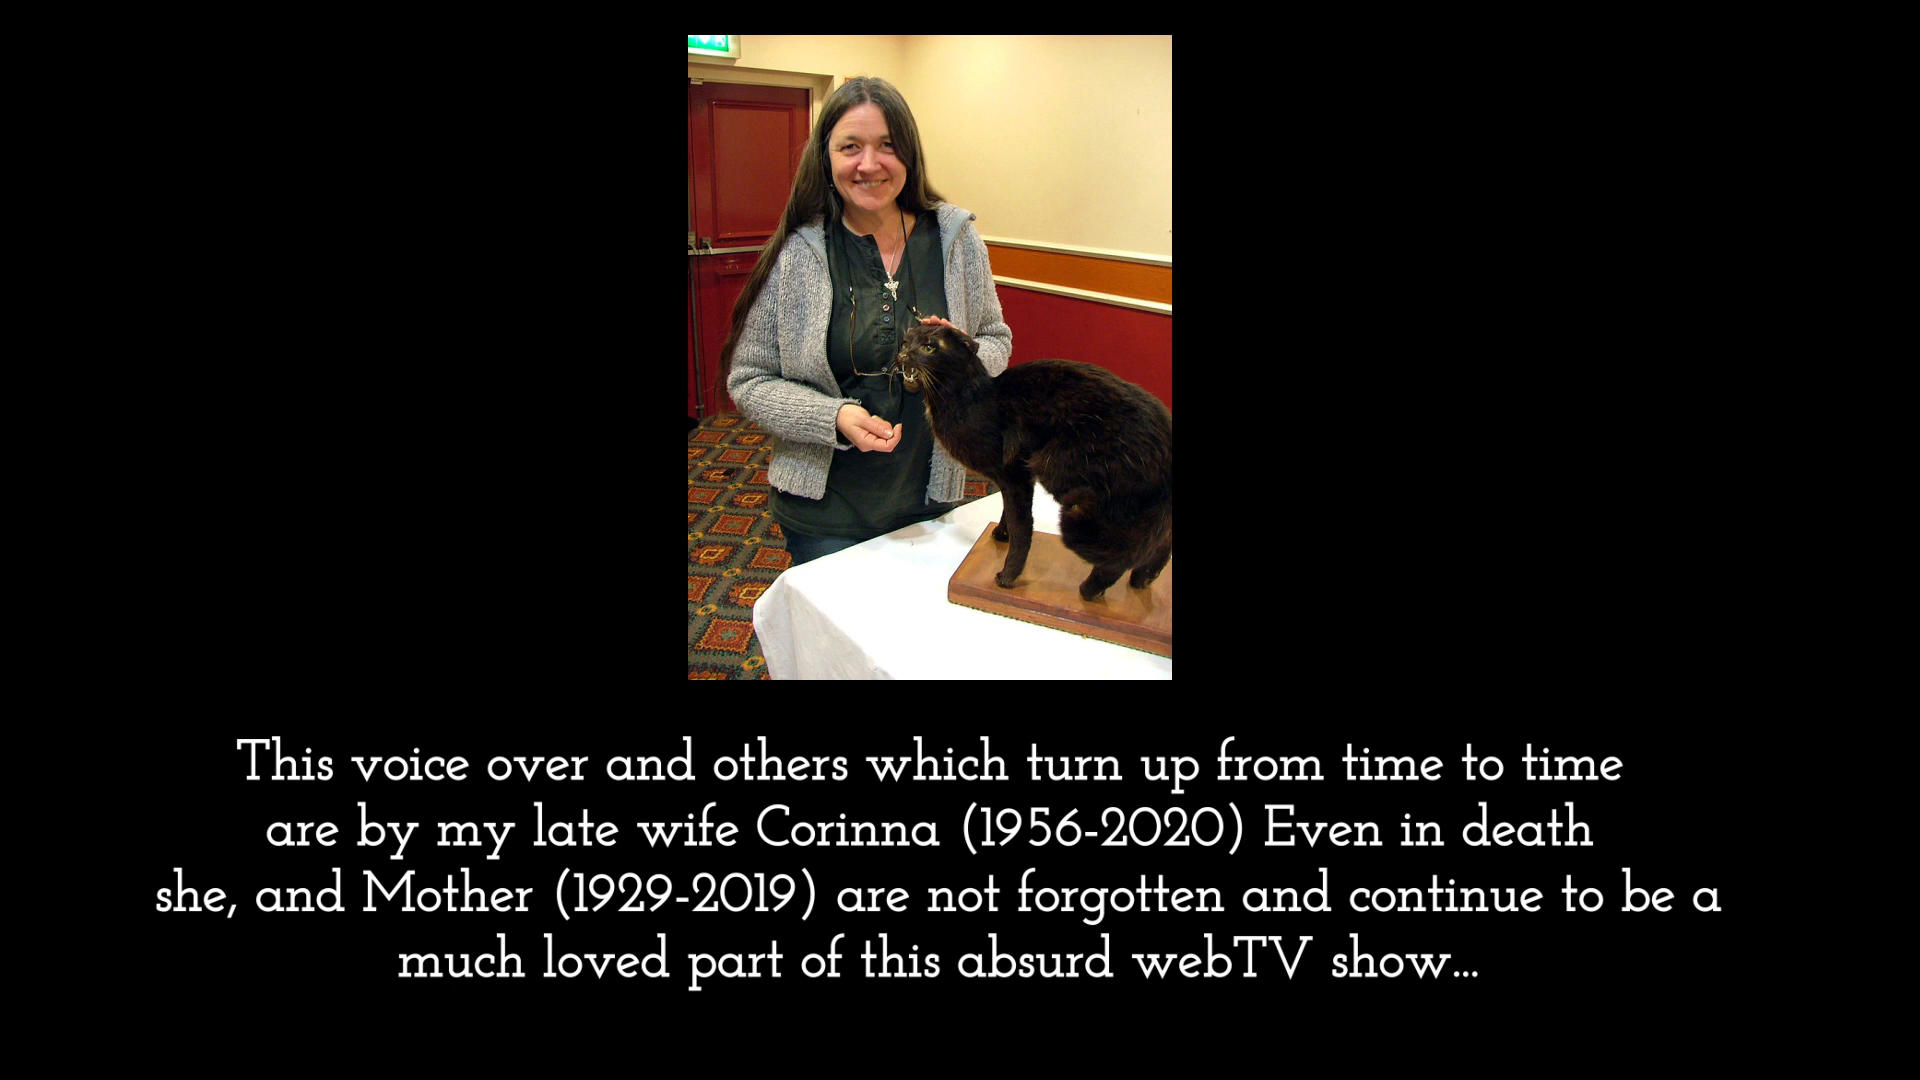 This voice over and others which turn up from time to time
are by my late wife Corinna (1956-2020) Even in death
she, and Mother (1929-2019) are not forgotten and continue to be a
much loved part of this absurd webTV show...